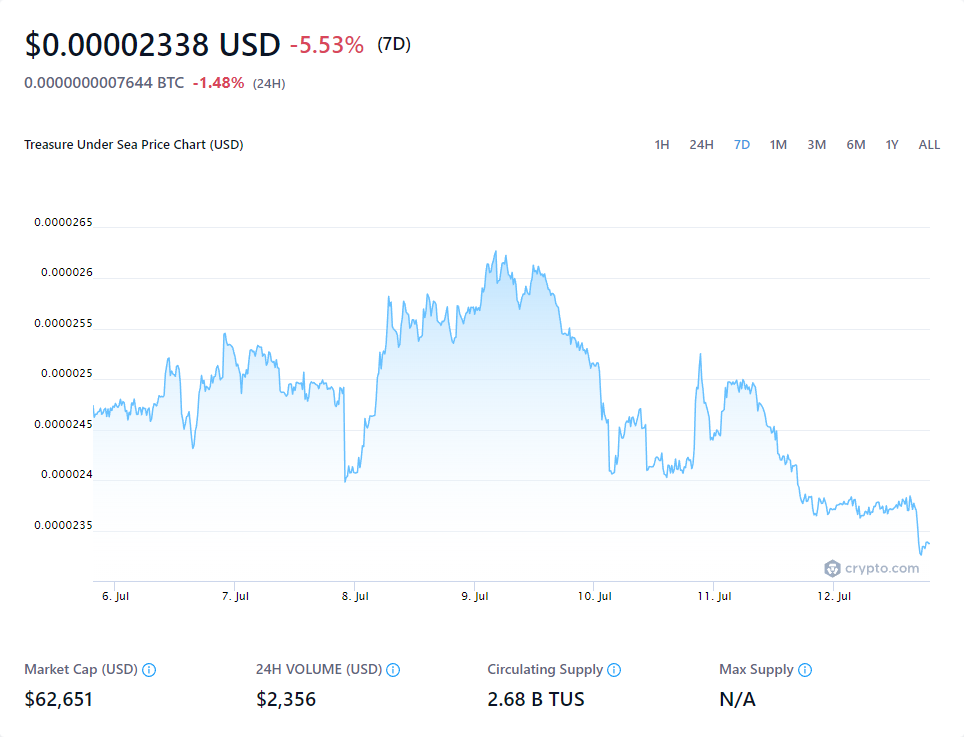 $0.00002338 USD -5.53% (7D)
0.0000000007644 BTC -1.48% (24H)
Treasure Under Sea Price Chart (USD) 1H 24H 7D 1M 3M 6M 1Y ALL
0.0000265
0.000026
0.0000255
0.000025
0.0000245
0.000024
0.0000235
crypto.com
6. Jul 7. Jul 8. Jul 9. Jul 10. Jul 11. Jul 12. Jul
Market Cap (USD) 24H VOLUME (USD) Circulating Supply Max Supply
$62,651 $2,356 2.68 B TUS N/A